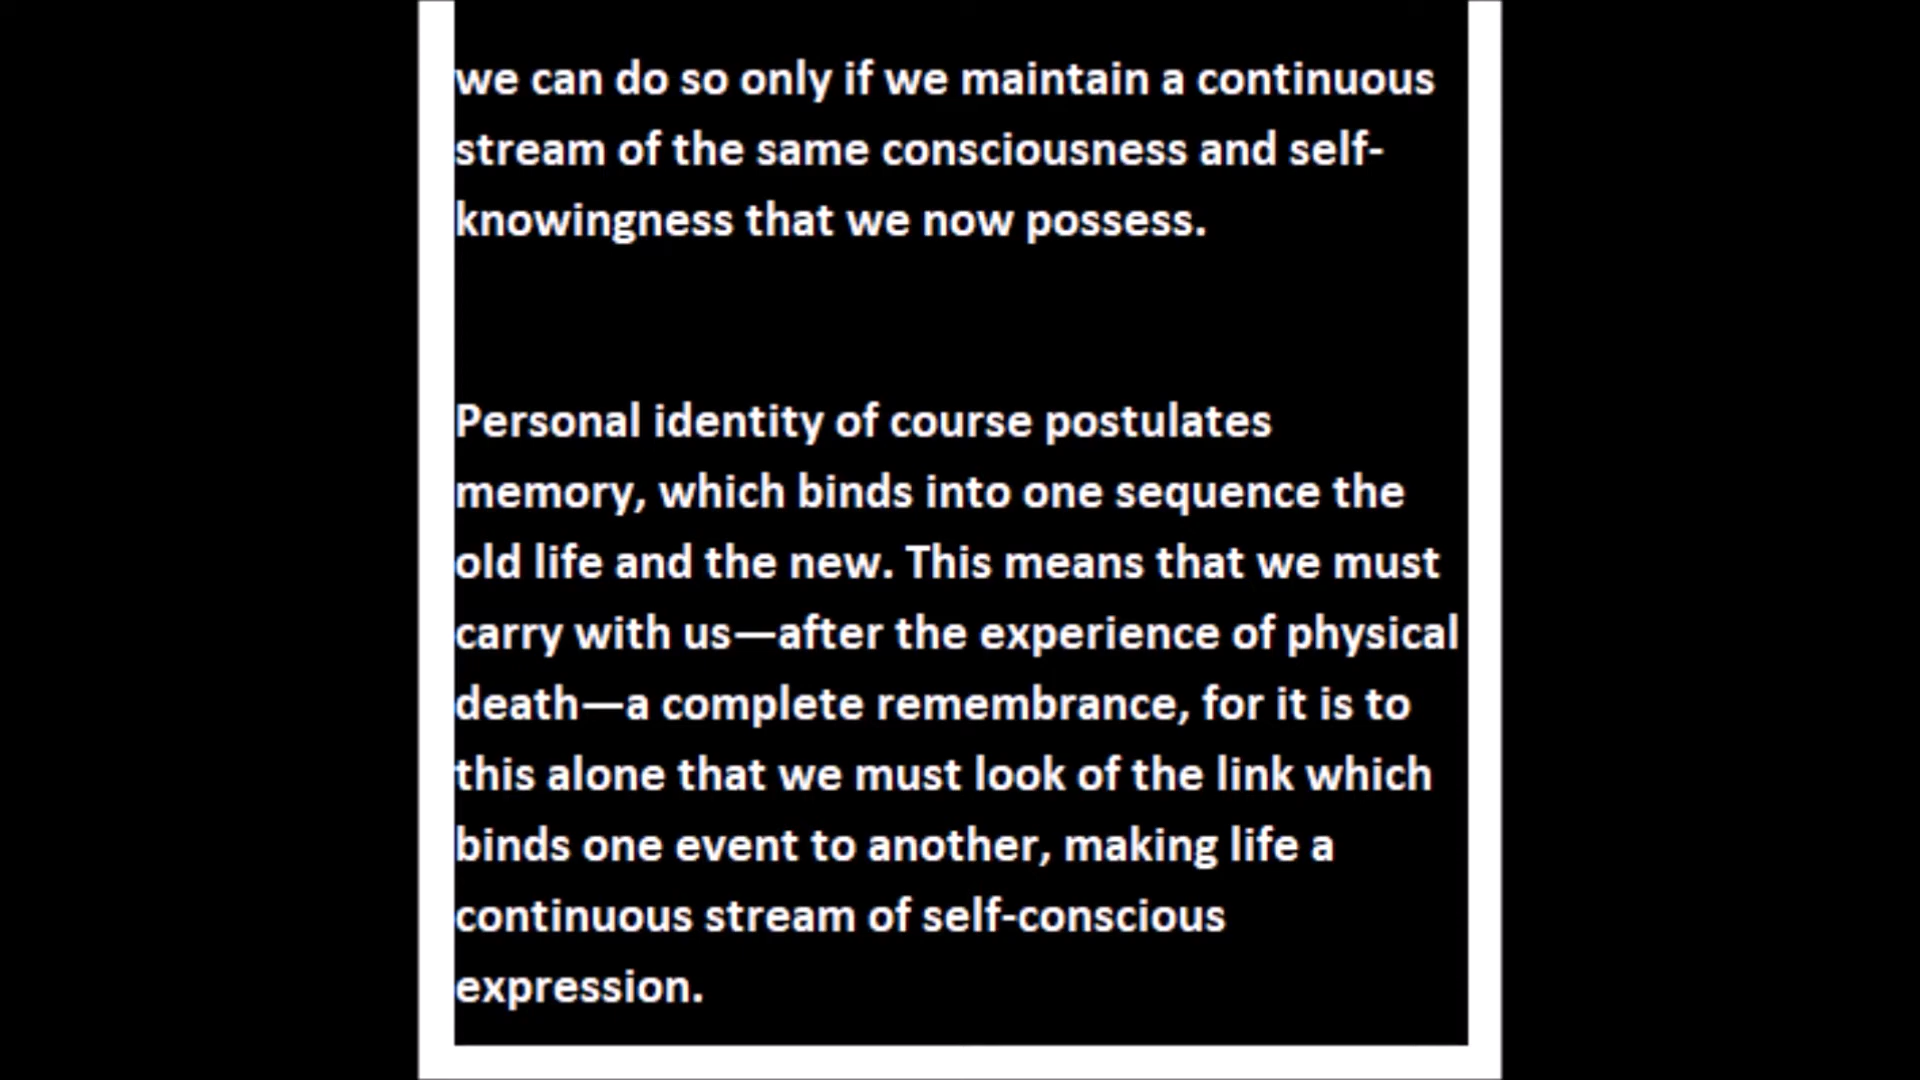 we can do so only if we maintain a continuous
stream of the same consciousness and self-
knowingness that we now possess.
Personal identity of course postulates
memory, which binds into one sequence the
old life and the new. This means that we must
carry with us—after the experience of physical
death—a complete remembrance, for it is to
this alone that we must look of the link which
binds one event to another, making life a
continuous stream of self-conscious
expression.